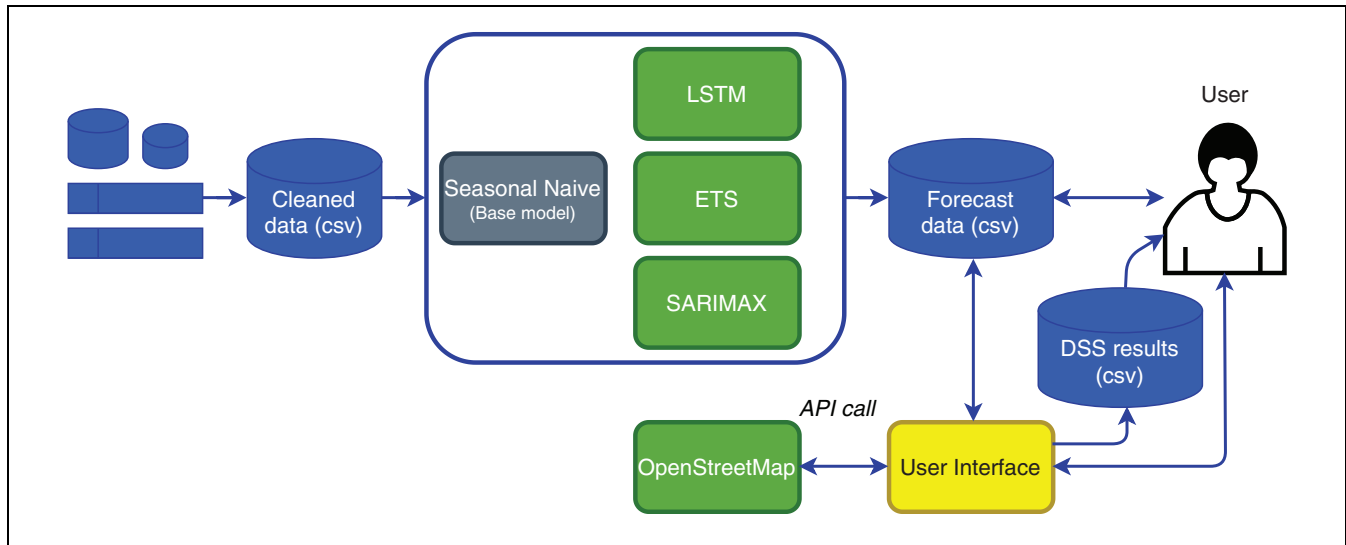 LSTM
User
Cleaned
data (csv)
Seasonal Naive
(Base model)
ETS
Forecast
data (csv)
SARIMAX
DSS results
(csv)
API call
OpenStreetMap
User Interface